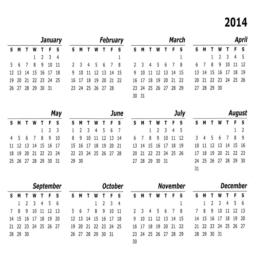 2014
January February March April
S M T W T F S S M T W T F S S M T W T F S S M T W T F S
1 2 3 4 1 1 1 2 3 4 5
5 6 7 8 9 10 11 2 3 4 5 6 7 8 2 3 4 5 6 7 8 6 7 8 9 10 11 12
12 13 14 15 16 17 18 9 10 11 12 13 14 15 9 10 11 12 13 14 15 13 14 15 16 17 18 19
19 20 21 22 23 24 25 16 17 18 19 20 21 22 16 17 18 19 20 21 22 20 21 22 23 24 25 26
26 27 28 29 30 31 23 24 25 26 27 28 23 24 25 26 27 28 29 27 28 29 30
30 31
May June July August
S M T W T F S S M T W T F S S M T W T F S S M T W T F S
1 2 3 1 2 3 4 5 6 7 1 2 3 4 5 1 2
4 5 6 7 8 9 10 8 9 10 11 12 13 14 6 7 8 9 10 11 12 3 4 5 6 7 8 9
11 12 13 14 15 16 17 15 16 17 18 19 20 21 13 14 15 16 17 18 19 10 11 12 13 14 15 16
18 19 20 21 22 23 24 22 23 24 25 26 27 28 20 21 22 23 24 25 26 17 18 19 20 21 22 23
25 26 27 28 29 30 31 29 30 27 28 29 30 31 24 25 26 27 28 29 30
31
September October November December
S M T W T F S S M T W T F S S M T W T F S S M T W T F S
1 2 3 4 5 6 1 2 3 4 1 1 2 3 4 5 6
7 8 9 10 11 12 13 5 6 7 8 9 10 11 2 3 4 5 6 7 8 7 8 9 10 11 12 13
14 15 16 17 18 19 20 12 13 14 15 16 17 18 9 10 11 12 13 14 15 14 15 16 17 18 19 20
21 22 23 24 25 26 27 19 20 21 22 23 24 25 16 17 18 19 20 21 22 21 22 23 24 25 26 27
28 29 30 26 27 28 29 30 31 23 24 25 26 27 28 29 28 29 30 31
30